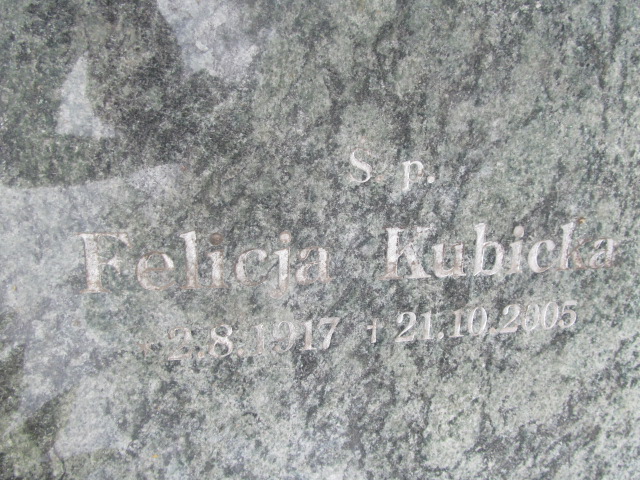 S. p.
Felicja Kubicka
* 2.8.1917 + 21.10.2005